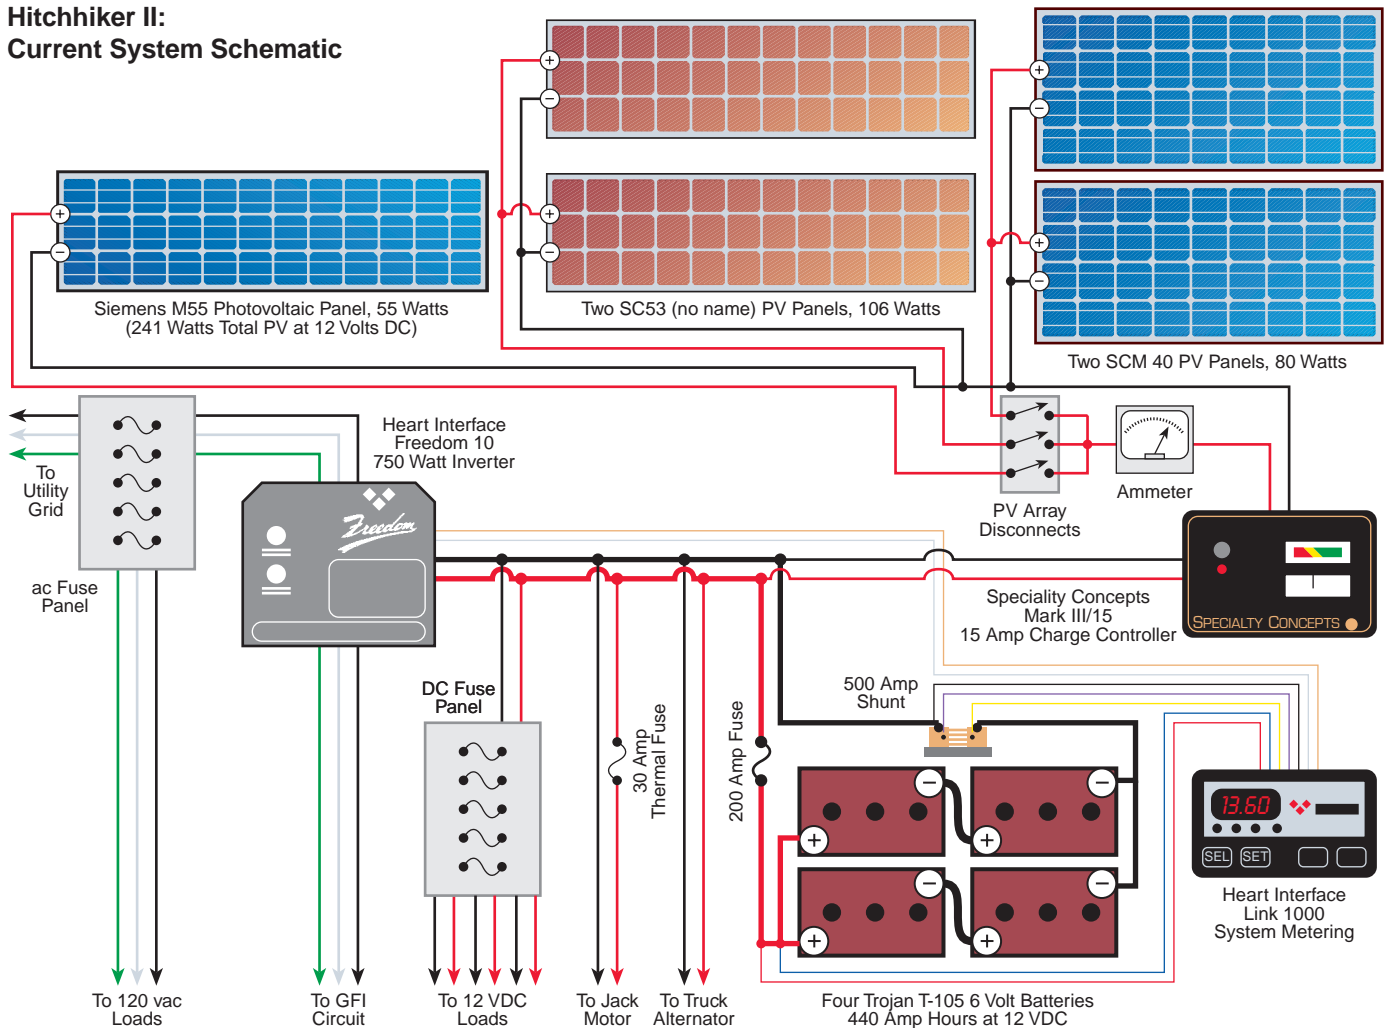 Hitchhiker II:
Current System Schematic
Siemens M55 Photovoltaic Panel, 55 Watts
(241 Watts Total PV at 12 Volts DC)
Two SC53 (no name) PV Panels, 106 Watts
Two SCM 40 PV Panels, 80 Watts
To
Utility
Grid
Heart Interface
Freedom 10
750 Watt Inverter
PV Array
Disconnects
Ammeter
Freedom
ac Fuse
Panel
Speciality Concepts
Mark III/15
15 Amp Charge Controller
SPECIALTY CONCEPTS
DC Fuse
Panel
30 Amp
Thermal Fuse
200 Amp Fuse
500 Amp
Shunt
13.60
SEL SET
Heart Interface
Link 1000
System Metering
To 120 vac
Loads
To GFI
Circuit
To 12 VDC
Loads
To Jack
Motor
To Truck
Alternator
Four Trojan T-105 6 Volt Batteries
440 Amp Hours at 12 VDC